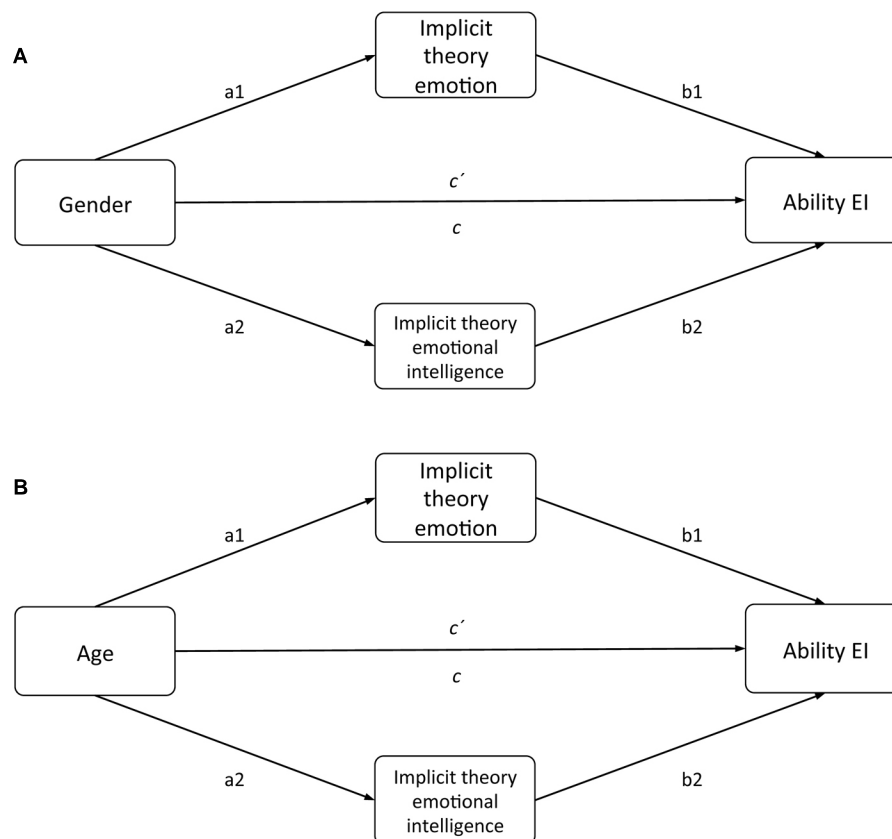 A
Implicit
theory
emotion
a1
b1
Gender
c´
c
Ability EI
a2
b2
Implicit theory
emotional
intelligence
B
Implicit
theory
emotion
a1
b1
Age
c´
c
Ability EI
a2
b2
Implicit theory
emotional
intelligence